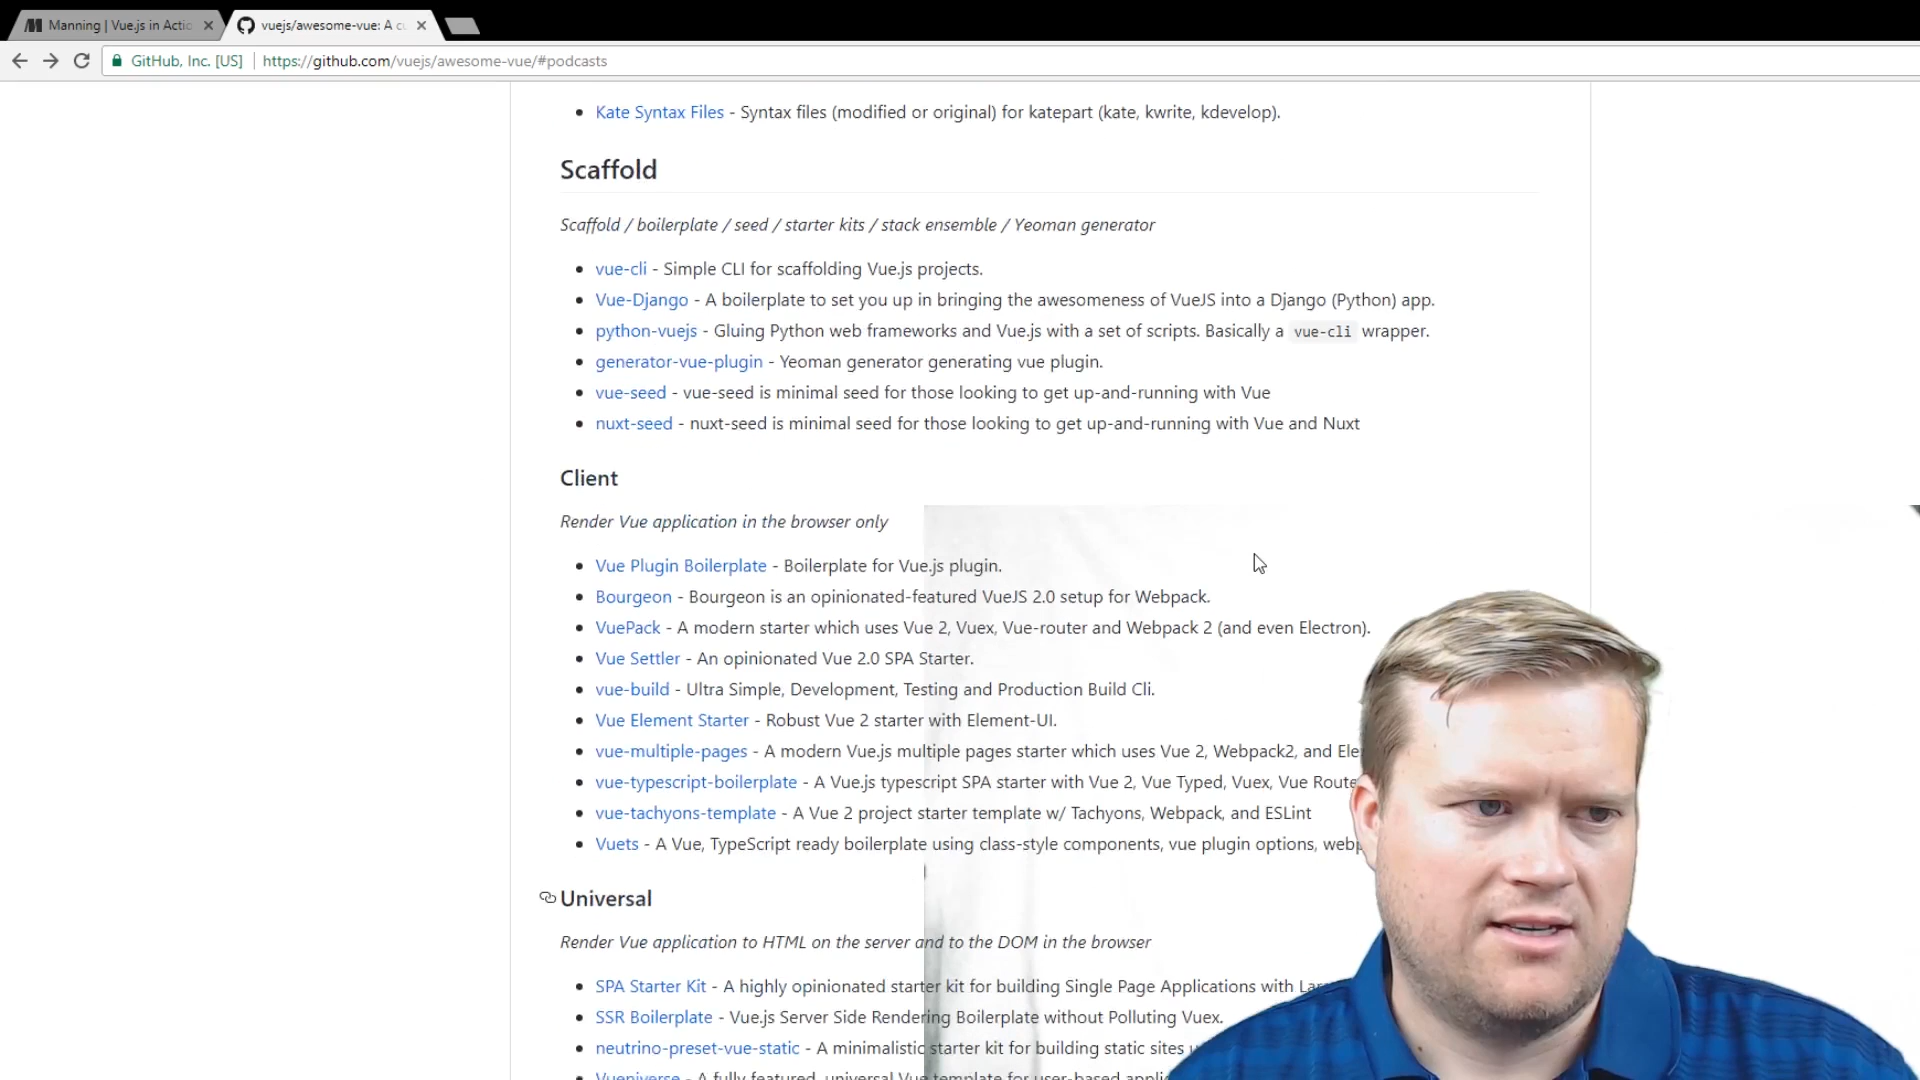 Manning | Vue.js in Actio
vuejs/awesome-vue: A cu
GitHub, Inc. [US]
https://github.com/vuejs/awesome-vue/#podcasts
Kate Syntax Files - Syntax files (modified or original) for katepart (kate, kwrite, kdevelop).
Scaffold
Scaffold / boilerplate / seed / starter kits / stack ensemble / Yeoman generator
vue-cli - Simple CLI for scaffolding Vue.js projects.
Vue-Django - A boilerplate to set you up in bringing the awesomeness of VueJS into a Django (Python) app.
python-vuejs - Gluing Python web frameworks and Vue.js with a set of scripts. Basically a vue-cli wrapper.
generator-vue-plugin - Yeoman generator generating vue plugin.
vue-seed - vue-seed is minimal seed for those looking to get up-and-running with Vue
nuxt-seed - nuxt-seed is minimal seed for those looking to get up-and-running with Vue and Nuxt
Client
Render Vue application in the browser only
Vue Plugin Boilerplate - Boilerplate for Vue.js plugin.
Bourgeon - Bourgeon is an opinionated-featured VueJS 2.0 setup for Webpack.
VuePack - A modern starter which uses Vue 2, Vuex, Vue-router and Webpack 2 (and even Electron).
Vue Settler - An opinionated Vue 2.0 SPA Starter.
vue-build - Ultra Simple, Development, Testing and Production Build Cli.
Vue Element Starter - Robust Vue 2 starter with Element-UI.
vue-multiple-pages - A modern Vue.js multiple pages starter which uses Vue 2, Webpack2, and Ele
vue-typescript-boilerplate - A Vue.js typescript SPA starter with Vue 2, Vue Typed, Vuex, Vue Route
vue-tachyons-template - A Vue 2 project starter template w/ Tachyons, Webpack, and ESLint
Vuets - A Vue, TypeScript ready boilerplate using class-style components, vue plugin options, webp
Universal
Render Vue application to HTML on the server and to the DOM in the browser
SPA Starter Kit - A highly opinionated starter kit for building Single Page Applications with Lar
SSR Boilerplate - Vue.js Server Side Rendering Boilerplate without Polluting Vuex.
neutrino-preset-vue-static - A minimalistic starter kit for building static sites u
Vueniverse - A fully featured, universal Vue template for user-based appli